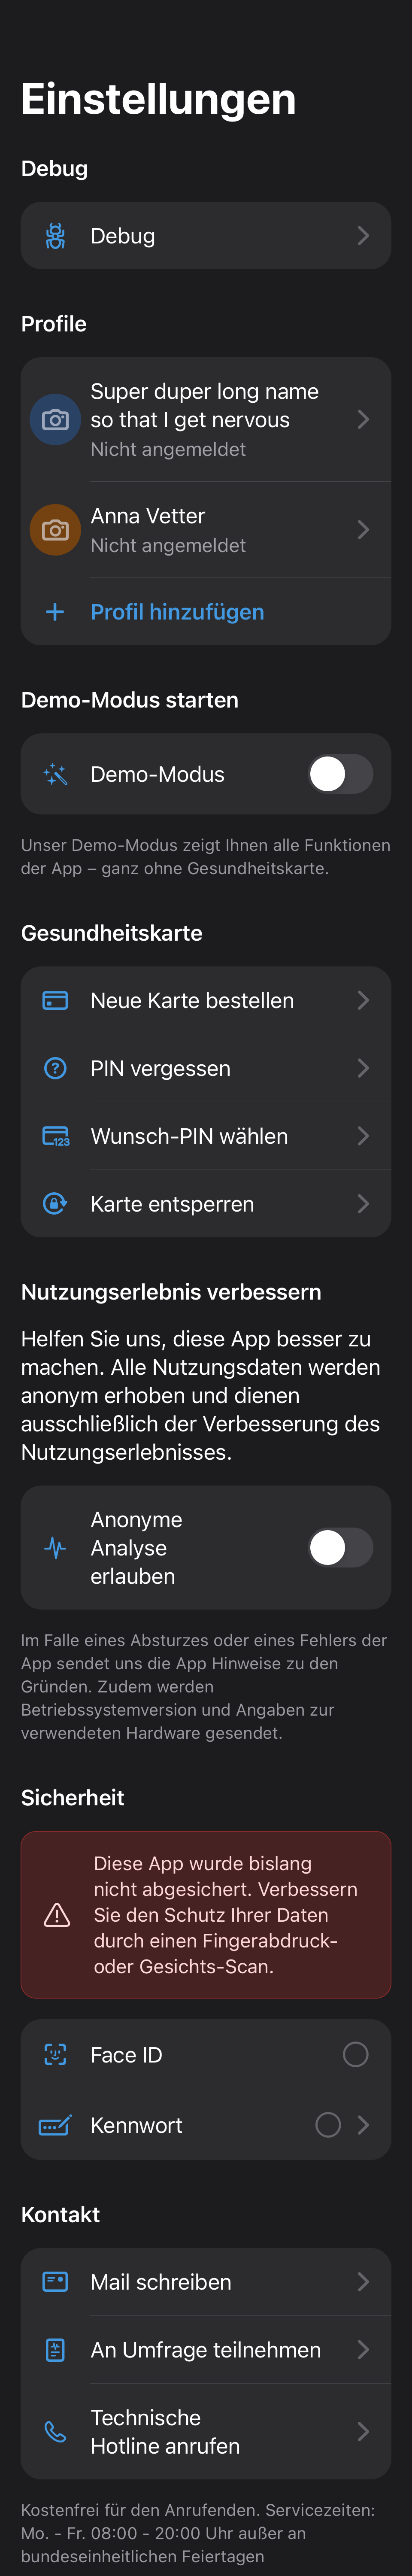 Einstellungen
Debug
Debug
Profile
Super duper long name
so that I get nervous
Nicht angemeldet
Anna Vetter
Nicht angemeldet
Profil hinzufügen
Demo-Modus starten
Demo-Modus
Unser Demo-Modus zeigt Ihnen alle Funktionen
der App – ganz ohne Gesundheitskarte.
Gesundheitskarte
Neue Karte bestellen
PIN vergessen
Wunsch-PIN wählen
Karte entsperren
Nutzungserlebnis verbessern
Helfen Sie uns, diese App besser zu
machen. Alle Nutzungsdaten werden
anonym erhoben und dienen
ausschließlich der Verbesserung des
Nutzungserlebnisses.
Anonyme
Analyse
erlauben
Im Falle eines Absturzes oder eines Fehlers der
App sendet uns die App Hinweise zu den
Gründen. Zudem werden
Betriebssystemversion und Angaben zur
verwendeten Hardware gesendet.
Sicherheit
Diese App wurde bislang
nicht abgesichert. Verbessern
Sie den Schutz Ihrer Daten
durch einen Fingerabdruck-
oder Gesichts-Scan.
Face ID
Kennwort
Kontakt
Mail schreiben
An Umfrage teilnehmen
Technische
Hotline anrufen
Kostenfrei für den Anrufenden. Servicezeiten:
Mo. - Fr. 08:00 - 20:00 Uhr außer an
bundeseinheitlichen Feiertagen